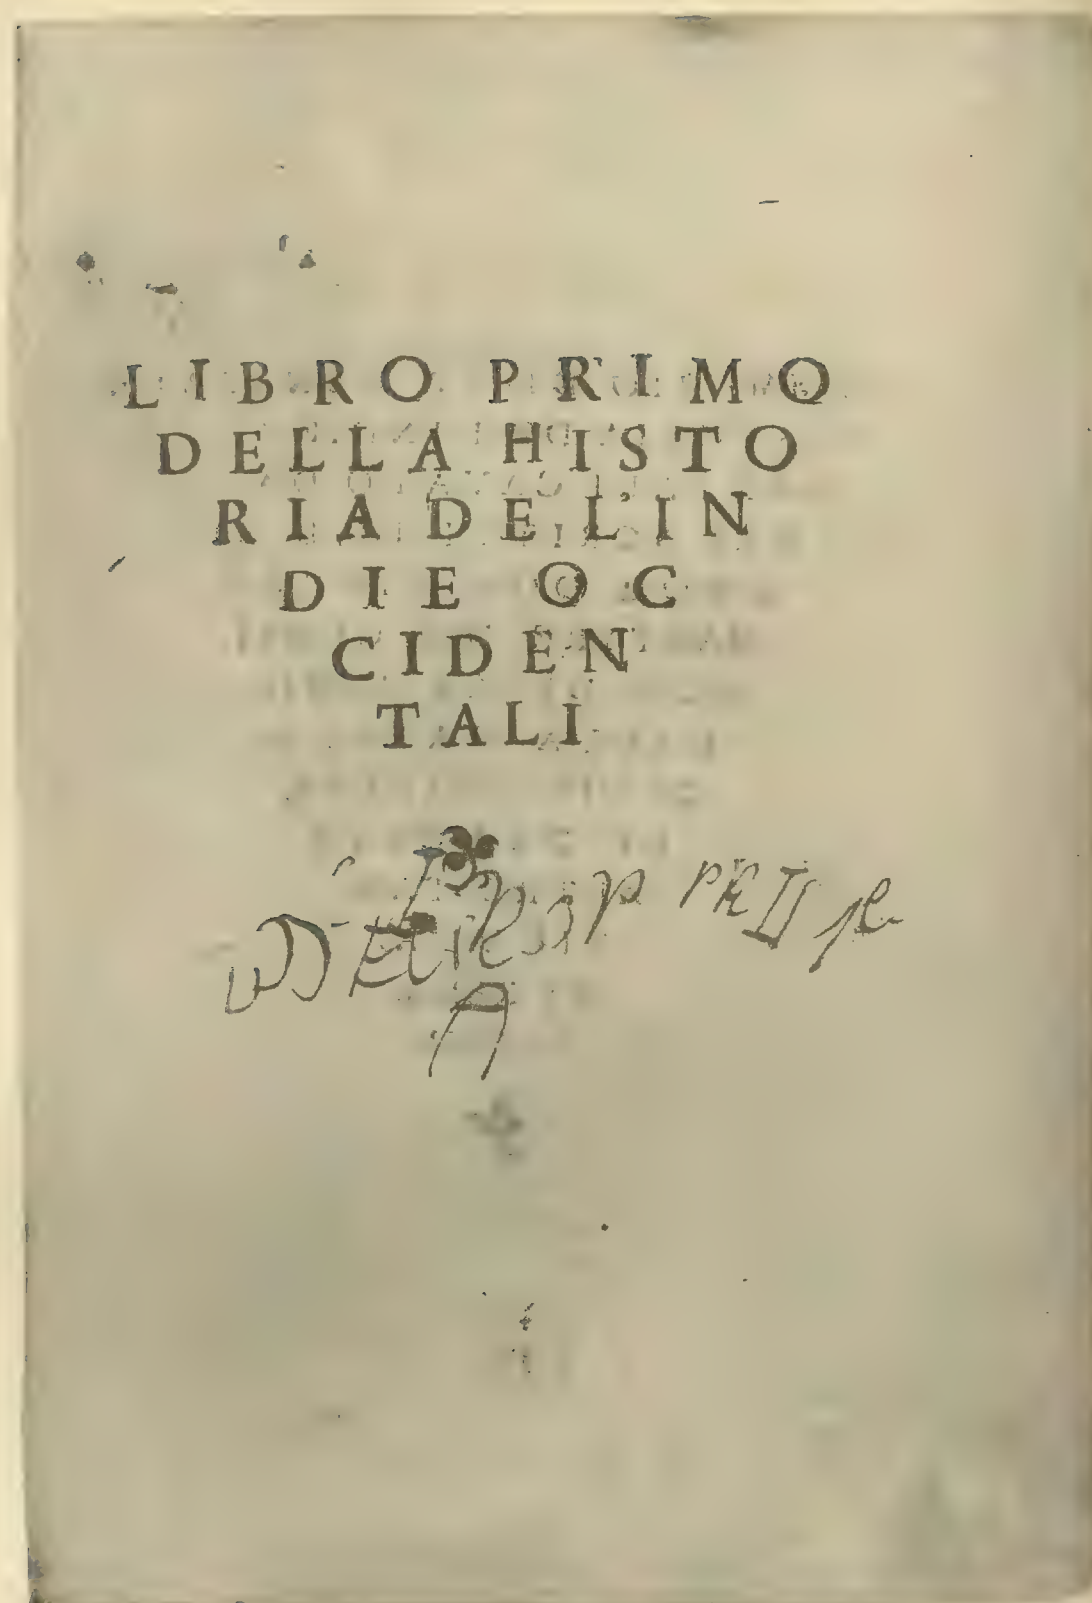 LIBRO PRIMO
DELLA HISTO
RIA DE L'IN
DIE OC
CIDEN
TALI
A